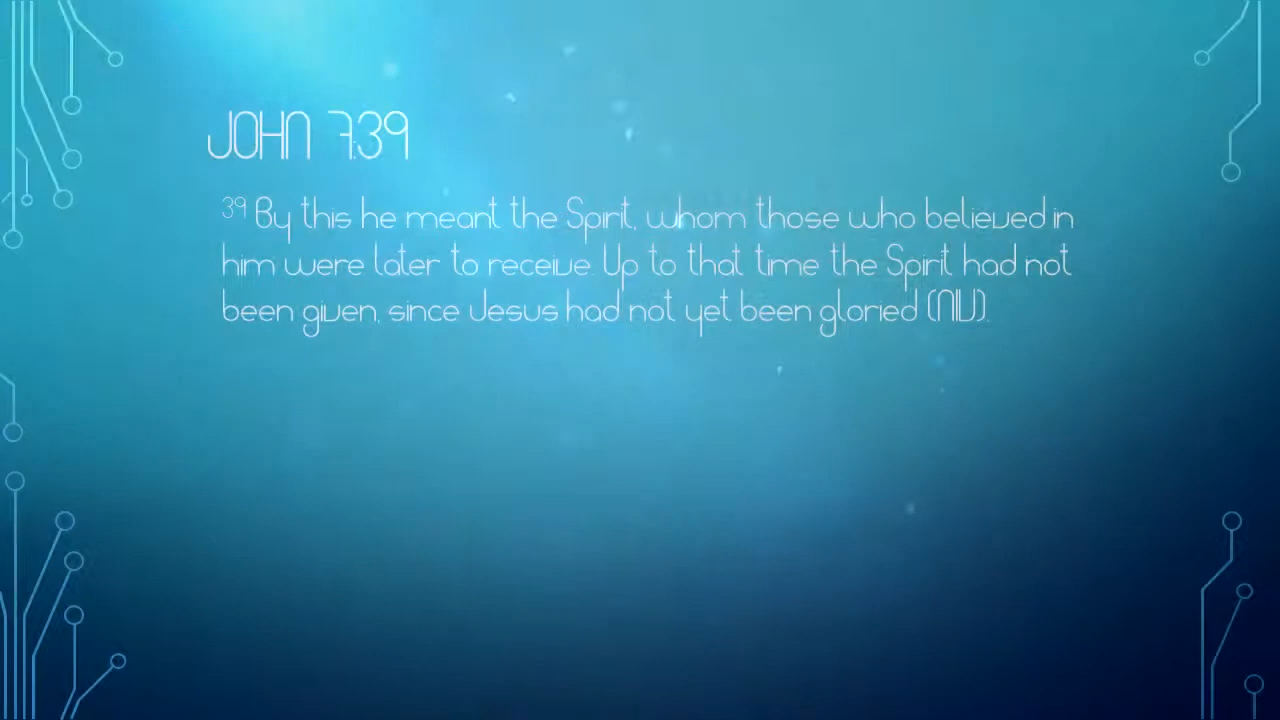 JOHN 7:39
39 By this he meant the Spirit, whom those who believed in
him were later to receive. Up to that time the Spirit had not
been given, since Jesus had not yet been gloried (NIV).